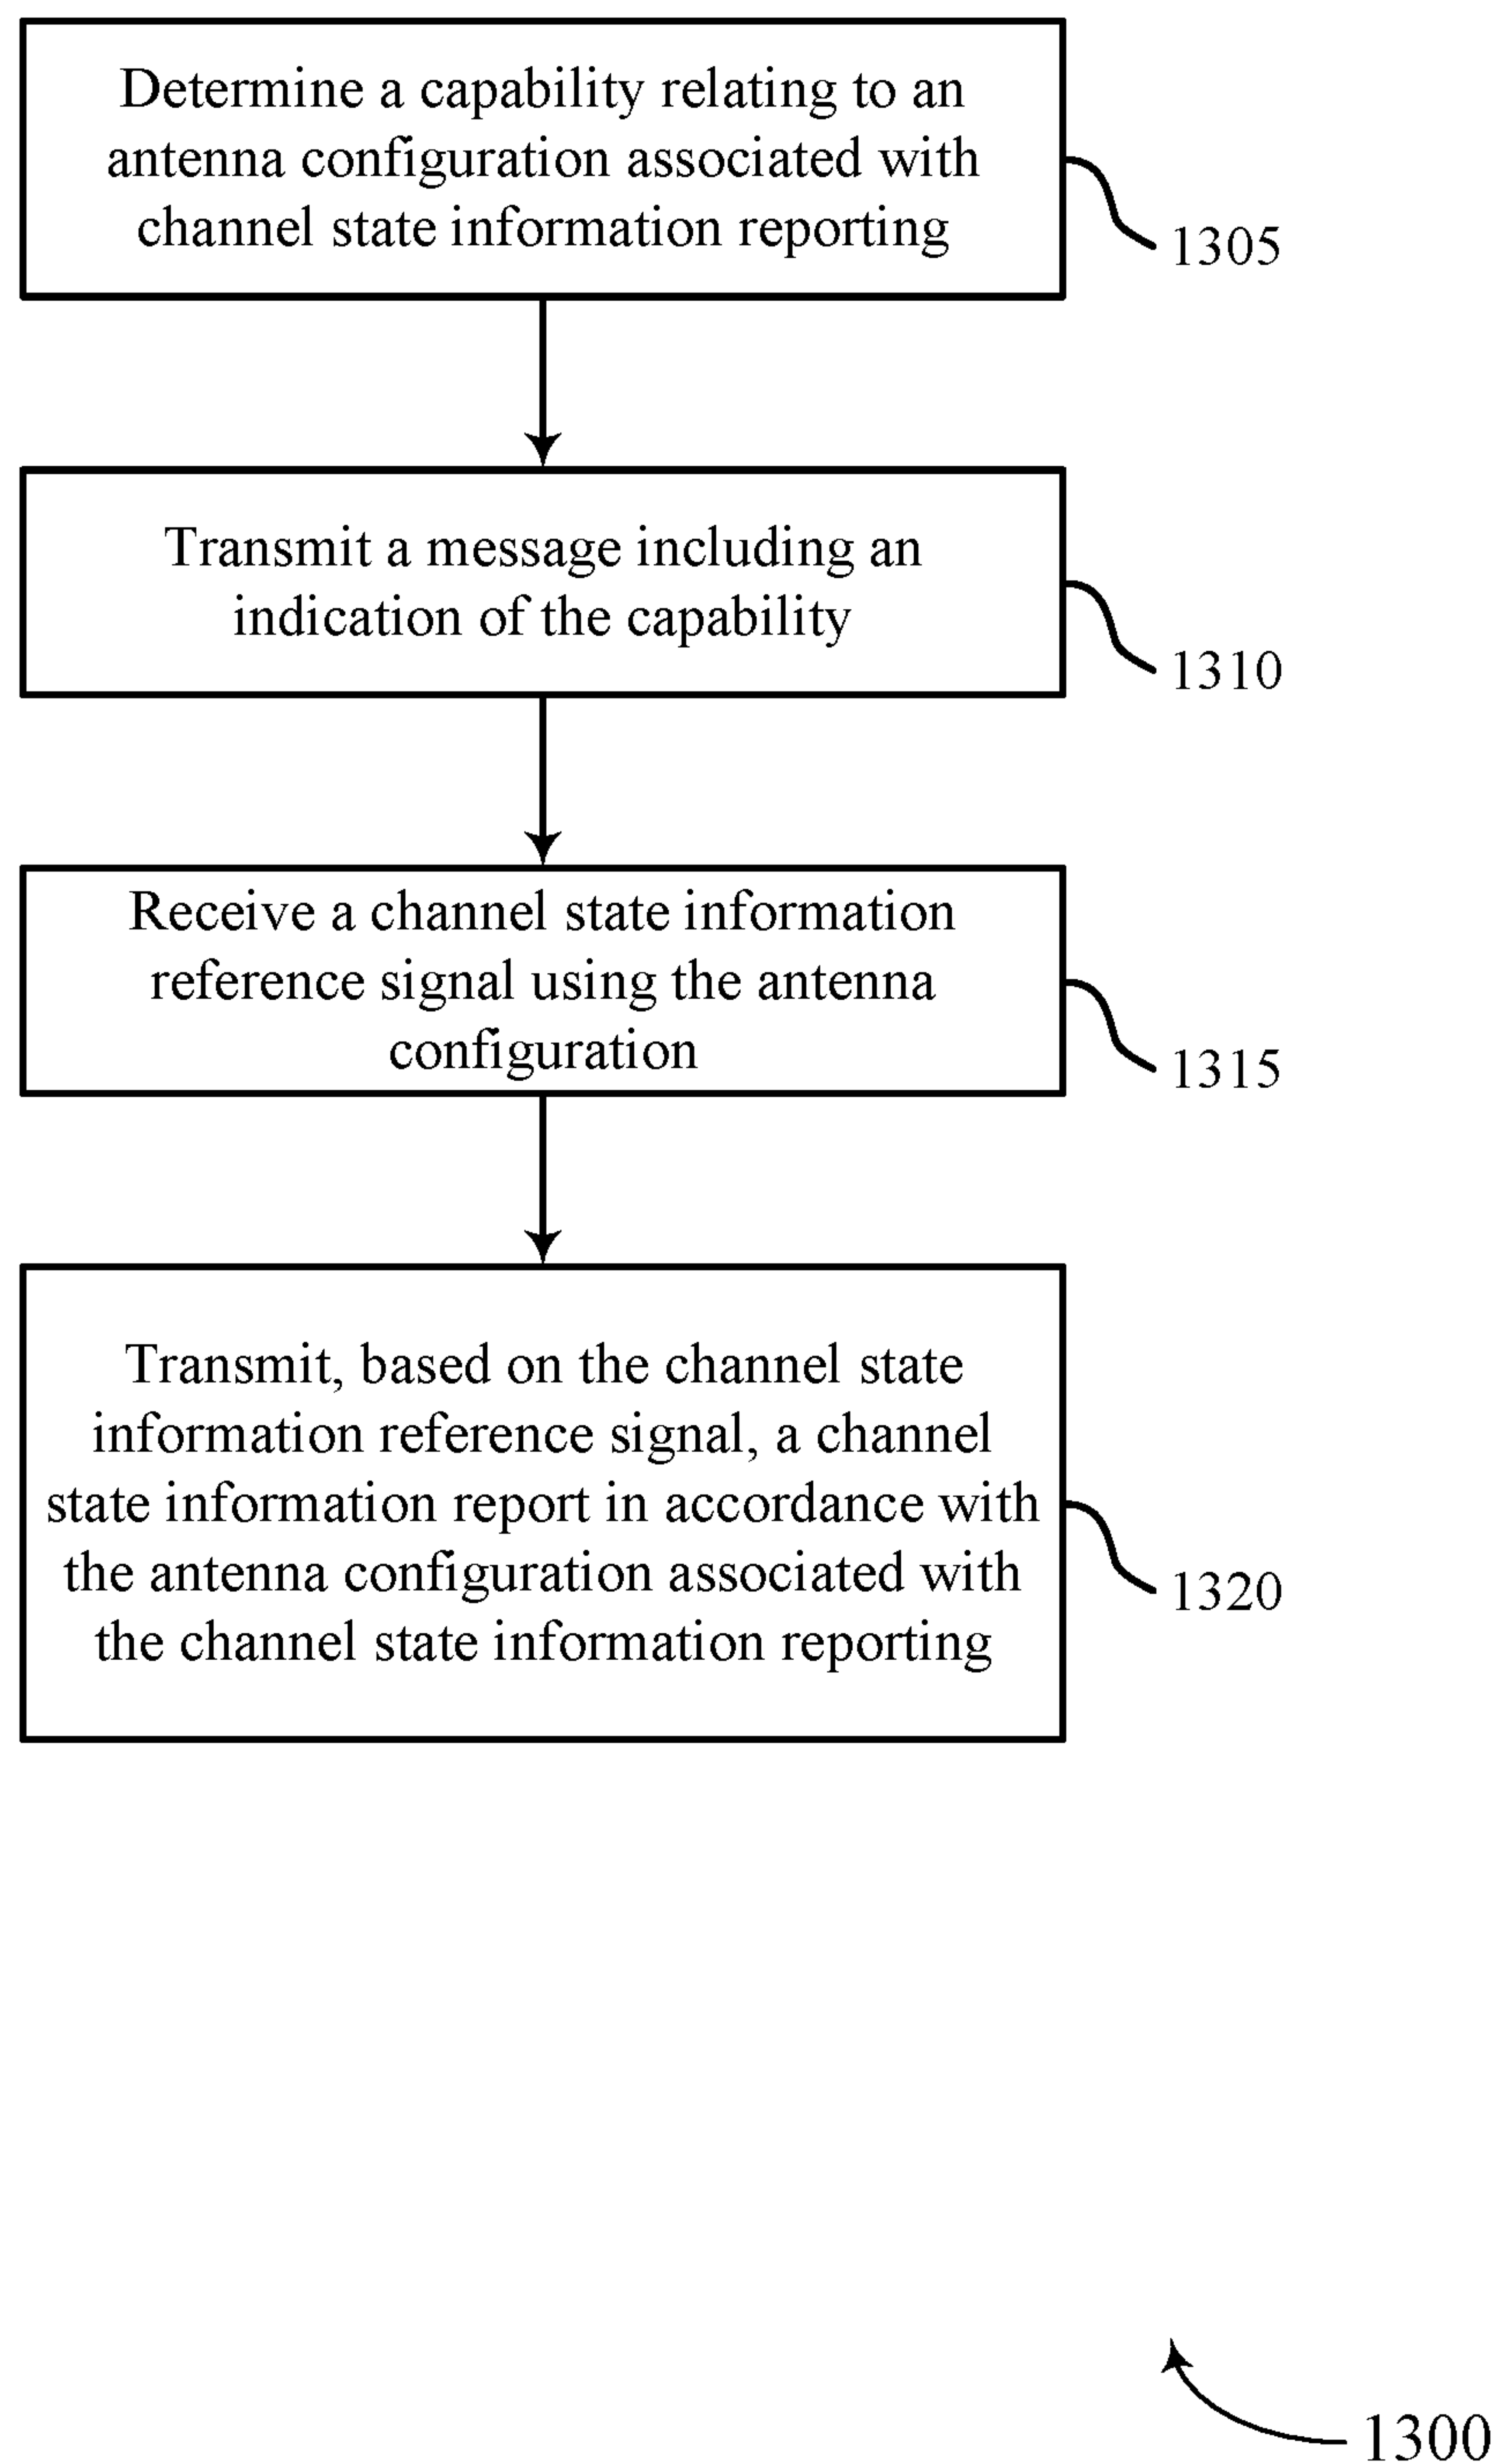 Determine a capability relating to an
antenna configuration associated with
channel state information reporting
1305
Transmit a message including an
indication of the capability
1310
Receive a channel state information
reference signal using the antenna
configuration
1315
Transmit, based on the channel state
information reference signal, a channel
state information report in accordance with
the antenna configuration associated with
the channel state information reporting
1320
1300